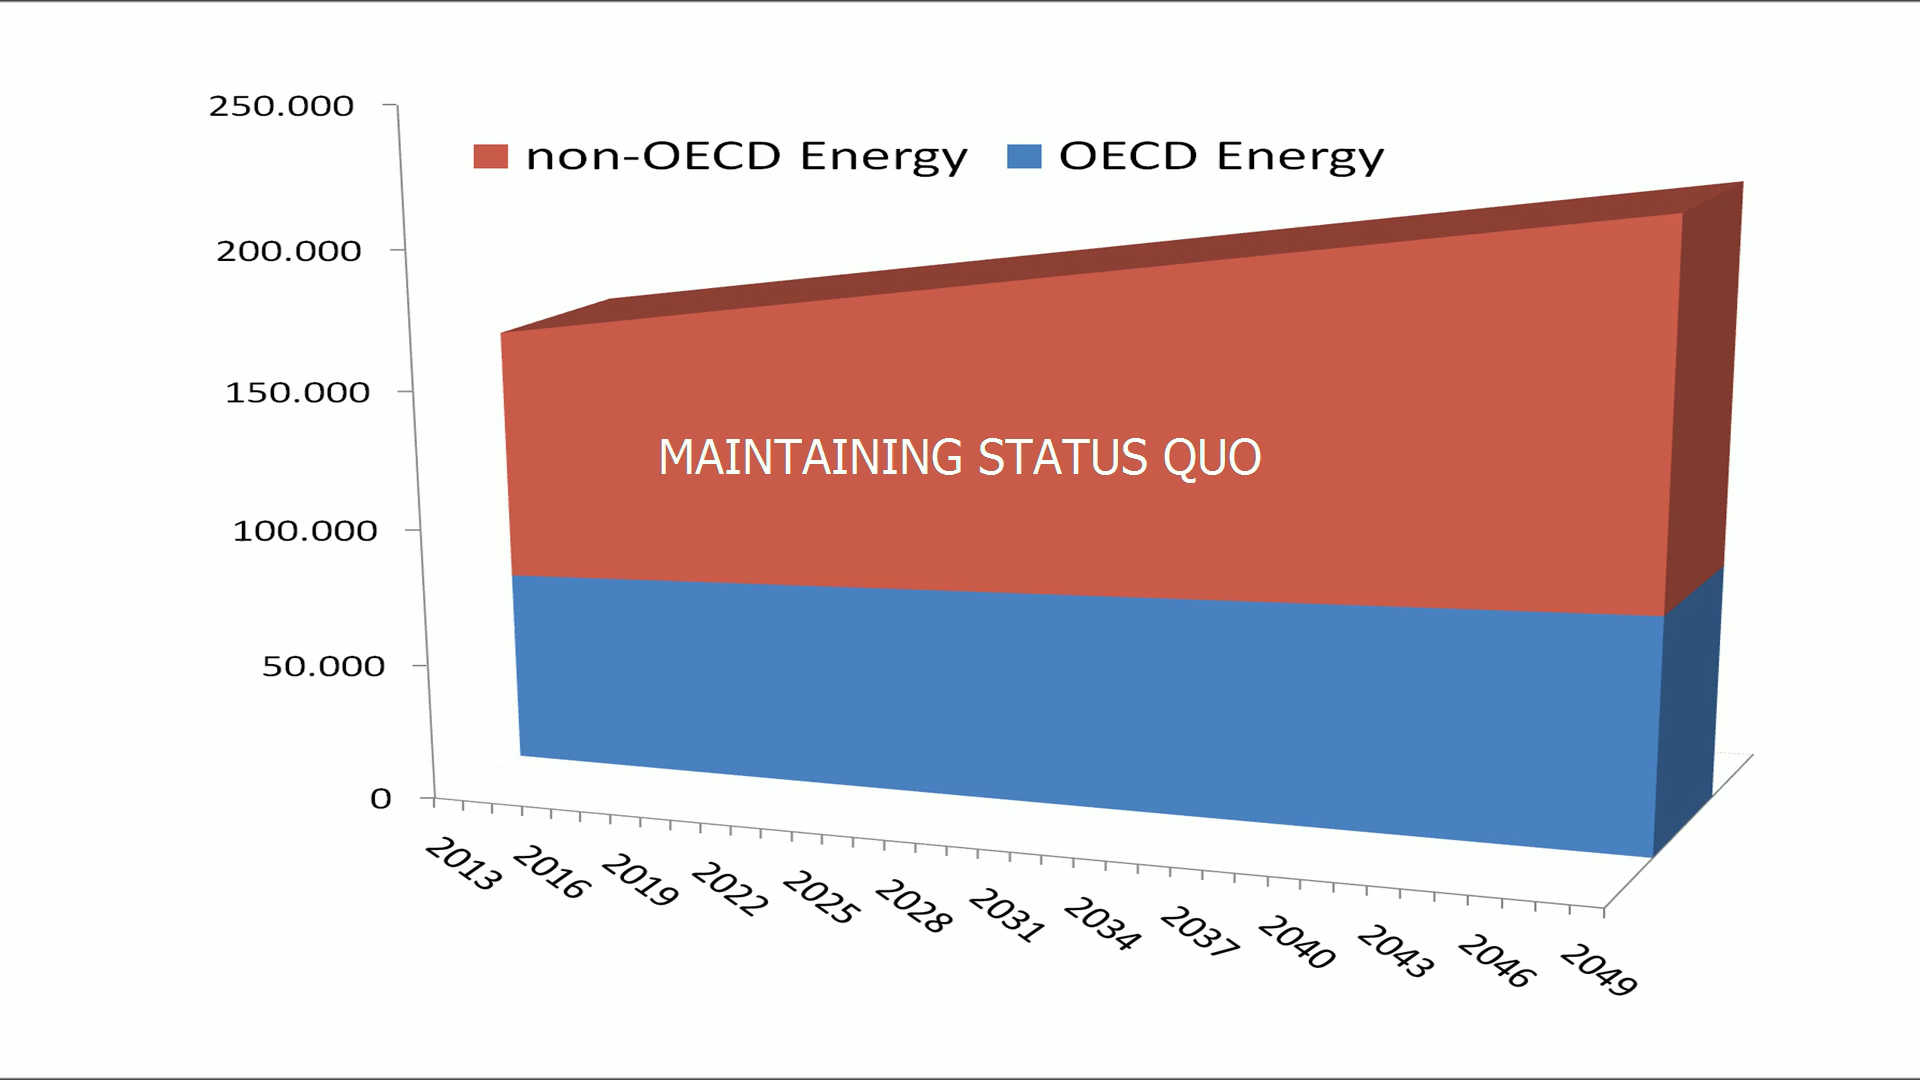 250.000
non-OECD Energy OECD Energy
200.000
150.000
MAINTAINING STATUS QUO
100.000
50.000
0
2013 2016 2019 2022 2025 2028 2031 2034 2037 2040 2043 2046 2049